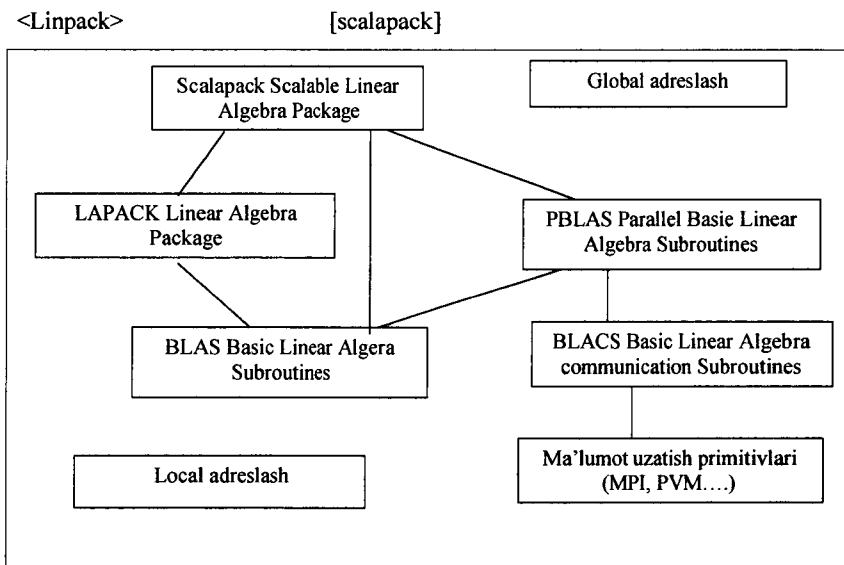 <Linpack> [scalapack]
Scalapack Scalable Linear
Algebra Package
Global adreslash
LAPACK Linear Algebra
Package
PBLAS Parallel Basie Linear
Algebra Subroutines
BLAS Basic Linear Algera
Subroutines
BLACS Basic Linear Algebra
communication Subroutines
Local adreslash
Ma’lumot uzatish primitivlari
(MPI, PVM….)